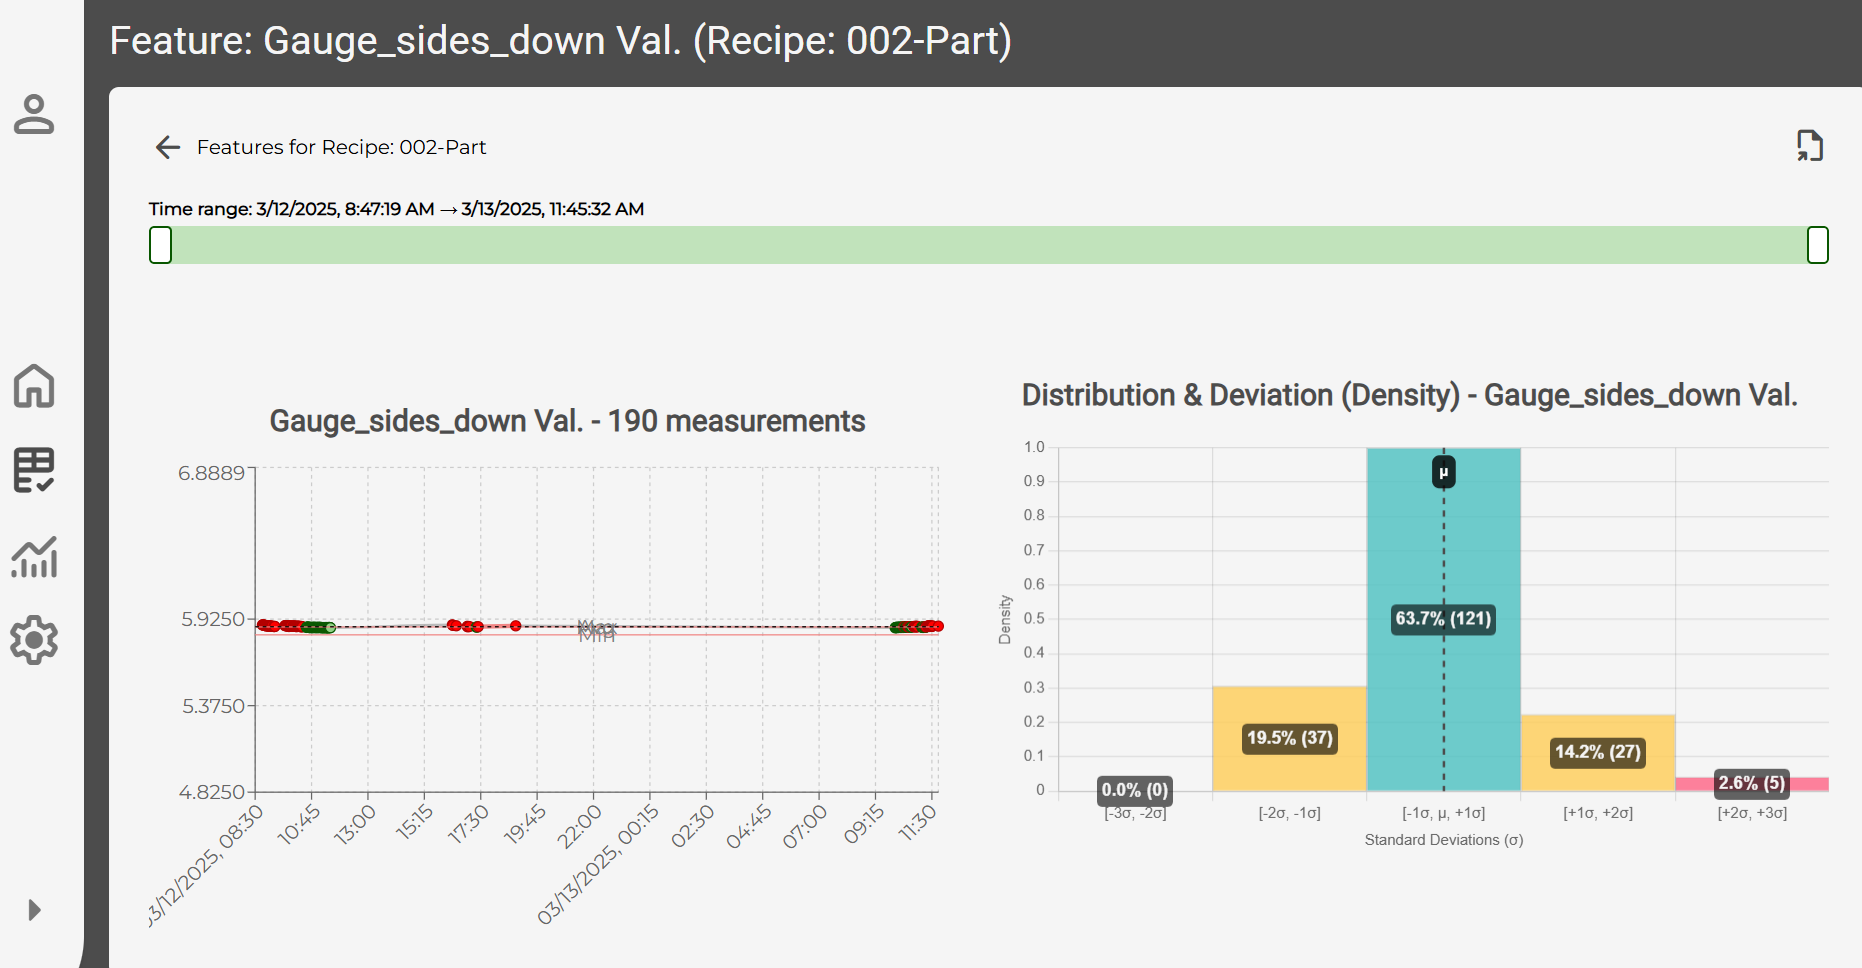 Feature: Gauge_sides_down Val. (Recipe: 002-Part)
Features for Recipe: 002-Part
Time range: 3/12/2025, 8:47:19 AM → 3/13/2025, 11:45:32 AM
Gauge_sides_down Val. - 190 measurements
6.8889
5.9250
5.3750
4.8250
Max
Min
03/12/2025, 08:30
10:45
13:00
15:15
17:30
19:45
22:00
03/13/2025, 00:15
02:30
04:45
07:00
09:15
11:30
Distribution & Deviation (Density) - Gauge_sides_down Val.
1.0
0.9
0.8
0.7
0.6
0.5
0.4
0.3
0.2
0.1
0
Density
μ
63.7% (121)
19.5% (37)
14.2% (27)
0.0% (0)
2.6% (5)
[-3σ, -2σ]
[-2σ, -1σ]
[-1σ, μ, +1σ]
[+1σ, +2σ]
[+2σ, +3σ]
Standard Deviations (σ)